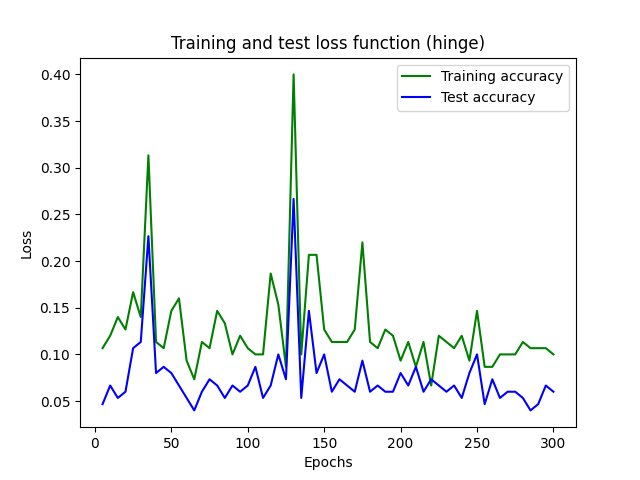 Training and test loss function (hinge)
Training accuracy
Test accuracy
0.40
0.35
0.30
0.25
0.20
0.15
0.10
0.05
Loss
0 50 100 150 200 250 300
Epochs